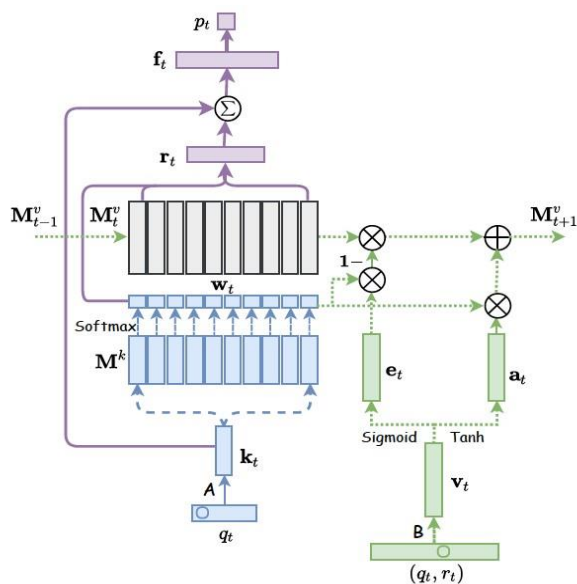 p_t
f_t
Σ
r_t
M^v_{t-1} M^v_t M^v_{t+1}
1-
w_t
Softmax
M^k
e_t a_t
Sigmoid Tanh
k_t
A
v_t
B
q_t
(q_t, r_t)